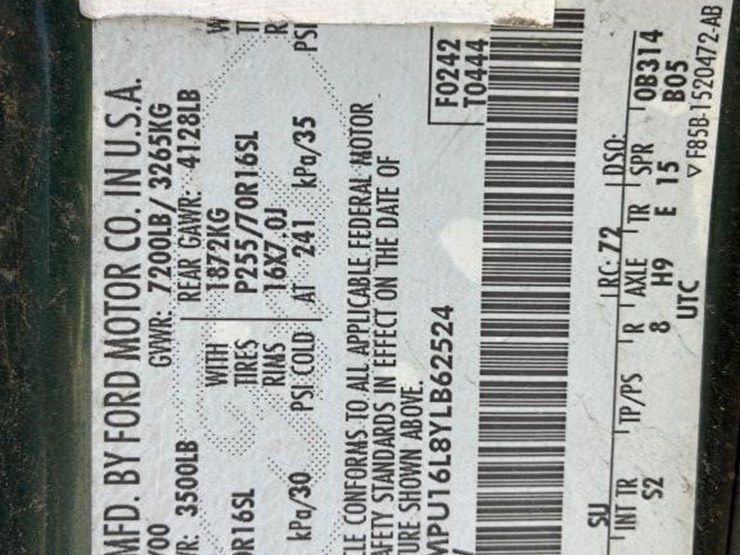 MFD. BY FORD MOTOR CO. IN U.S.A.
/00 GVWR: 7200LB/ 3265KG
VR: 3500LB REAR GAWR: 4128LB
WITH 1872KG
0R16SL TIRES P255/70R16SL
RIMS 16X7.0J
kPa/30 PSI COLD AT 241 kPa/35 PSI
CLE CONFORMS TO ALL APPLICABLE FEDERAL MOTOR
AFETY STANDARDS IN EFFECT ON THE DATE OF
URE SHOWN ABOVE.
MPU16L8YLB62524
F0242
T0444
SU RC: 72 DSO:
INT TR TP/PS R AXLE TR SPR 0B314
S2 8 H9 E 15 B05
UTC ▽ F85B-1520472-AB